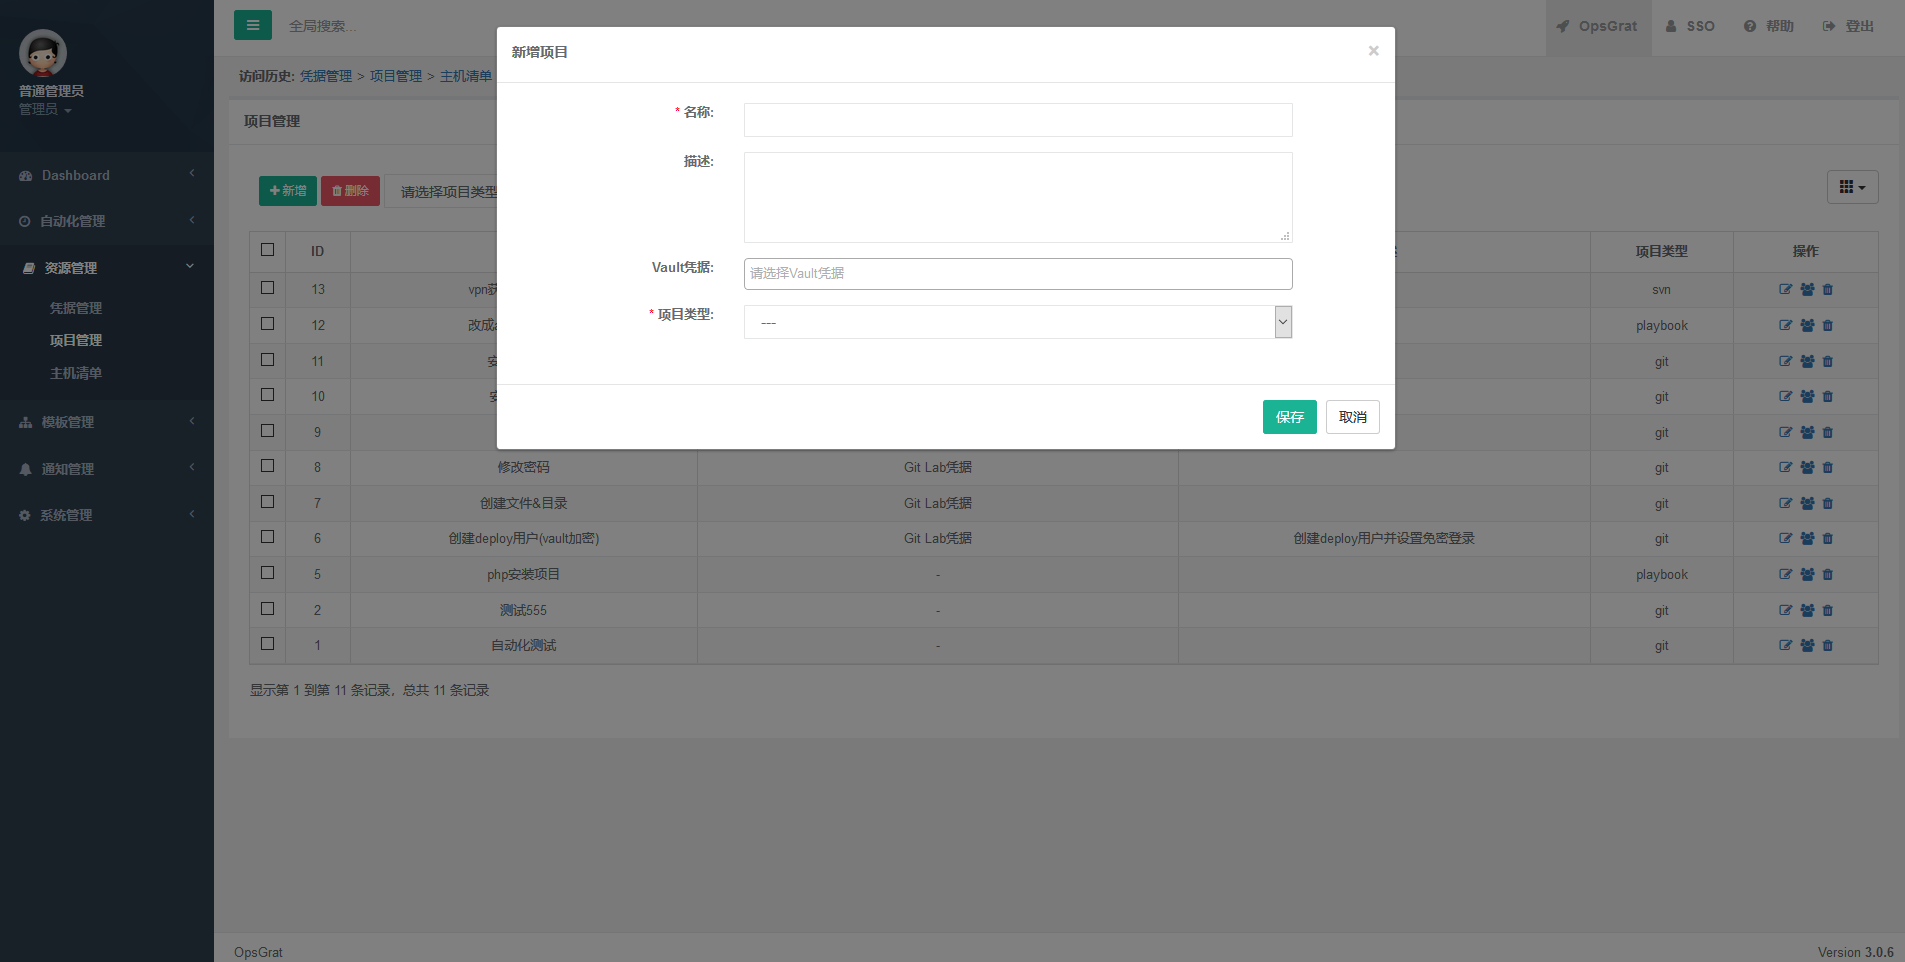 全局搜索...
OpsGrat
SSO
帮助
登出
普通管理员
管理员
Dashboard
自动化管理
资源管理
凭据管理
项目管理
主机清单
模板管理
通知管理
系统管理
访问历史: 凭据管理 > 项目管理 > 主机清单
项目管理
新增 删除 请选择项目类型
新增项目 ×
* 名称:
描述:
Vault凭据: 请选择Vault凭据
* 项目类型: ---
保存 取消
ID 项目类型 操作
13 svn
12 playbook
11 git
10 git
9 git
8 修改密码 Git Lab凭据 git
7 创建文件&目录 Git Lab凭据 git
6 创建deploy用户(vault加密) Git Lab凭据 创建deploy用户并设置免密登录 git
5 php安装项目 - playbook
2 测试555 - git
1 自动化测试 - git
显示第 1 到第 11 条记录，总共 11 条记录
OpsGrat Version 3.0.6